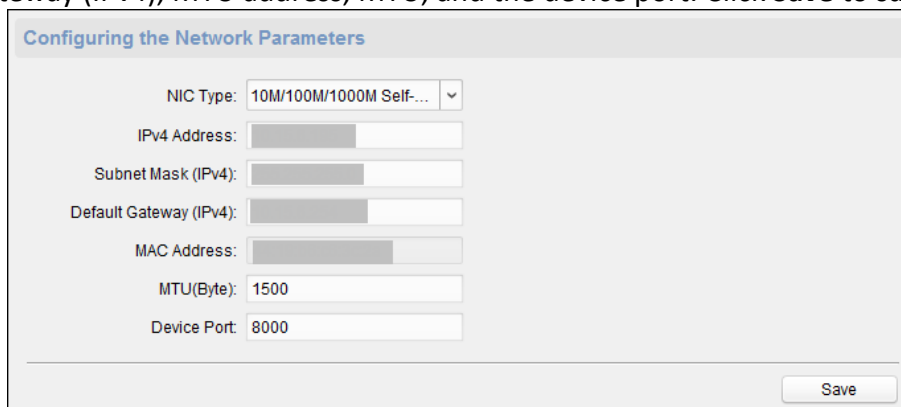 Configuring the Network Parameters
NIC Type: 10M/100M/1000M Self-...
IPv4 Address:
Subnet Mask (IPv4):
Default Gateway (IPv4):
MAC Address:
MTU(Byte): 1500
Device Port: 8000
Save